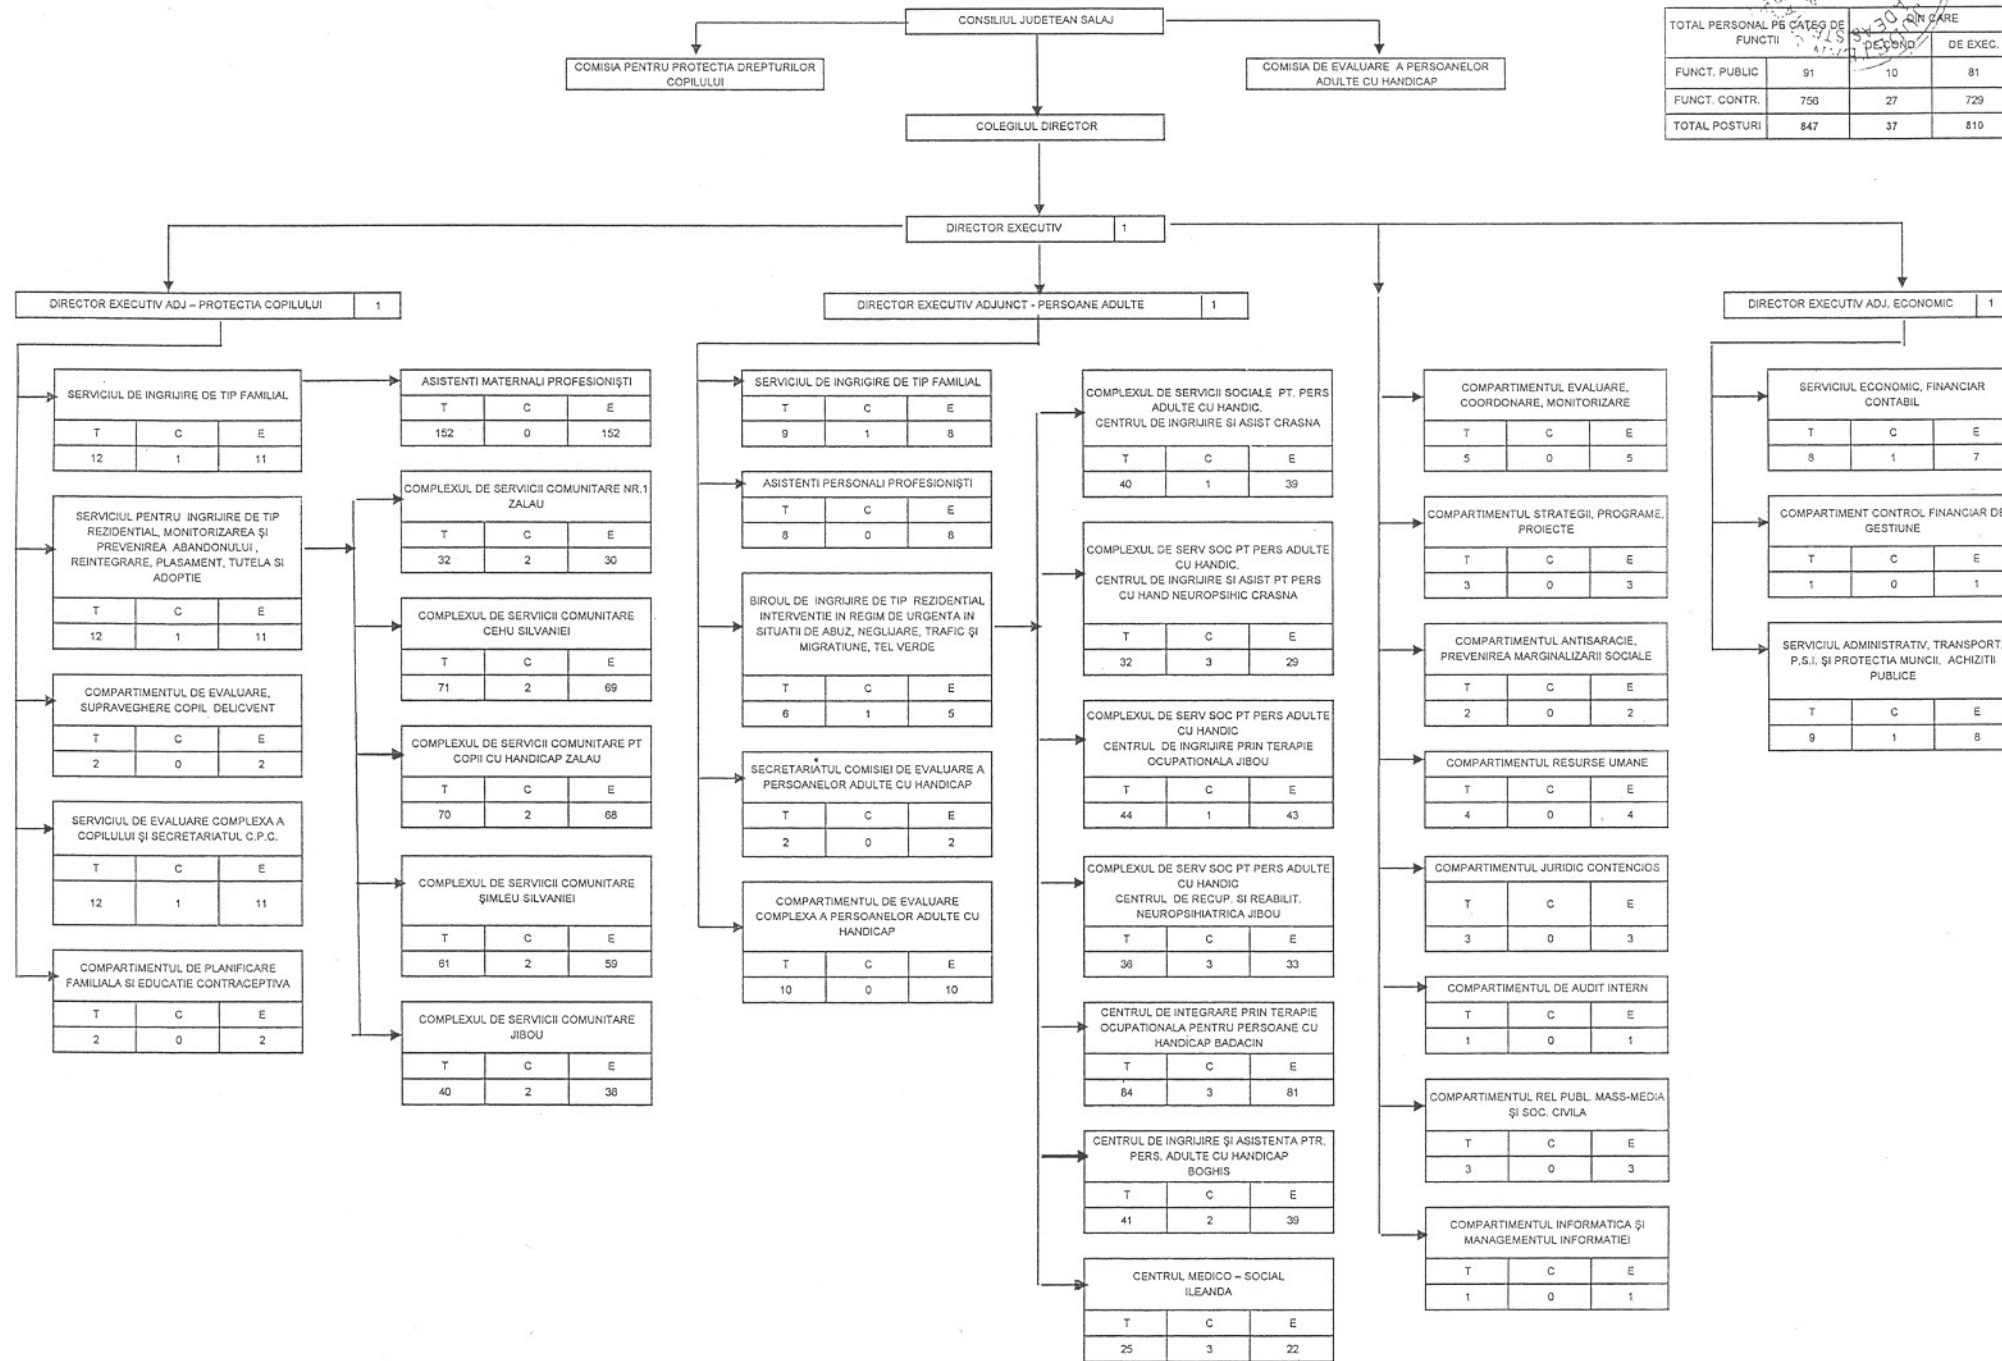 CONSILIUL JUDETEAN SALAJ
COMISIA PENTRU PROTECTIA DREPTURILOR
COPILULUI
COMISIA DE EVALUARE A PERSOANELOR
ADULTE CU HANDICAP
TOTAL PERSONAL PE CATEG DE
FUNCTII
DIN CARE
DE COND
DE EXEC.
FUNCT. PUBLIC 91 10 81
FUNCT. CONTR. 756 27 729
TOTAL POSTURI 847 37 810
COLEGILUL DIRECTOR
DIRECTOR EXECUTIV 1
DIRECTOR EXECUTIV ADJ – PROTECTIA COPILULUI 1
DIRECTOR EXECUTIV ADJUNCT - PERSOANE ADULTE 1
DIRECTOR EXECUTIV ADJ. ECONOMIC 1
SERVICIUL DE INGRIJIRE DE TIP FAMILIAL
T C E
12 1 11
SERVICIUL PENTRU INGRIJIRE DE TIP
REZIDENTIAL, MONITORIZAREA ŞI
PREVENIREA ABANDONULUI ,
REINTEGRARE, PLASAMENT, TUTELA SI
ADOPTIE
T C E
12 1 11
COMPARTIMENTUL DE EVALUARE,
SUPRAVEGHERE COPIL DELICVENT
T C E
2 0 2
SERVICIUL DE EVALUARE COMPLEXA A
COPILULUI ŞI SECRETARIATUL C.P.C.
T C E
12 1 11
COMPARTIMENTUL DE PLANIFICARE
FAMILIALA SI EDUCATIE CONTRACEPTIVA
T C E
2 0 2
ASISTENTI MATERNALI PROFESIONIŞTI
T C E
152 0 152
COMPLEXUL DE SERVIICII COMUNITARE NR.1
ZALAU
T C E
32 2 30
COMPLEXUL DE SERVIICII COMUNITARE
CEHU SILVANIEI
T C E
71 2 69
COMPLEXUL DE SERVICII COMUNITARE PT
COPII CU HANDICAP ZALAU
T C E
70 2 68
COMPLEXUL DE SERVIICII COMUNITARE
ŞIMLEU SILVANIEI
T C E
61 2 59
COMPLEXUL DE SERVIICII COMUNITARE
JIBOU
T C E
40 2 38
SERVICIUL DE INGRIGIRE DE TIP FAMILIAL
T C E
9 1 8
ASISTENTI PERSONALI PROFESIONIŞTI
T C E
8 0 8
BIROUL DE INGRIJIRE DE TIP REZIDENTIAL
INTERVENTIE IN REGIM DE URGENTA IN
SITUATII DE ABUZ, NEGLIJARE, TRAFIC ŞI
MIGRATIUNE, TEL VERDE
T C E
6 1 5
SECRETARIATUL COMISIEI DE EVALUARE A
PERSOANELOR ADULTE CU HANDICAP
T C E
2 0 2
COMPARTIMENTUL DE EVALUARE
COMPLEXA A PERSOANELOR ADULTE CU
HANDICAP
T C E
10 0 10
COMPLEXUL DE SERVICII SOCIALE PT. PERS
ADULTE CU HANDIC.
CENTRUL DE INGRIJIRE SI ASIST CRASNA
T C E
40 1 39
COMPLEXUL DE SERV SOC PT PERS ADULTE
CU HANDIC.
CENTRUL DE INGRIJIRE SI ASIST PT PERS
CU HAND NEUROPSIHIC CRASNA
T C E
32 3 29
COMPLEXUL DE SERV SOC PT PERS ADULTE
CU HANDIC
CENTRUL DE INGRIJIRE PRIN TERAPIE
OCUPATIONALA JIBOU
T C E
44 1 43
COMPLEXUL DE SERV SOC PT PERS ADULTE
CU HANDIC
CENTRUL DE RECUP. SI REABILIT.
NEUROPSIHIATRICA JIBOU
T C E
36 3 33
CENTRUL DE INTEGRARE PRIN TERAPIE
OCUPATIONALA PENTRU PERSOANE CU
HANDICAP BADACIN
T C E
84 3 81
CENTRUL DE INGRIJIRE ŞI ASISTENTA PTR.
PERS. ADULTE CU HANDICAP
BOGHIS
T C E
41 2 39
CENTRUL MEDICO – SOCIAL
ILEANDA
T C E
25 3 22
COMPARTIMENTUL EVALUARE,
COORDONARE, MONITORIZARE
T C E
5 0 5
COMPARTIMENTUL STRATEGII, PROGRAME,
PROIECTE
T C E
3 0 3
COMPARTIMENTUL ANTISARACIE,
PREVENIREA MARGINALIZARII SOCIALE
T C E
2 0 2
COMPARTIMENTUL RESURSE UMANE
T C E
4 0 4
COMPARTIMENTUL JURIDIC CONTENCIOS
T C E
3 0 3
COMPARTIMENTUL DE AUDIT INTERN
T C E
1 0 1
COMPARTIMENTUL REL PUBL. MASS-MEDIA
ŞI SOC. CIVILA
T C E
3 0 3
COMPARTIMENTUL INFORMATICA ŞI
MANAGEMENTUL INFORMATIEI
T C E
1 0 1
SERVICIUL ECONOMIC, FINANCIAR
CONTABIL
T C E
8 1 7
COMPARTIMENT CONTROL FINANCIAR DE
GESTIUNE
T C E
1 0 1
SERVICIUL ADMINISTRATIV, TRANSPORT,
P.S.I. ŞI PROTECTIA MUNCII, ACHIZITII
PUBLICE
T C E
9 1 8